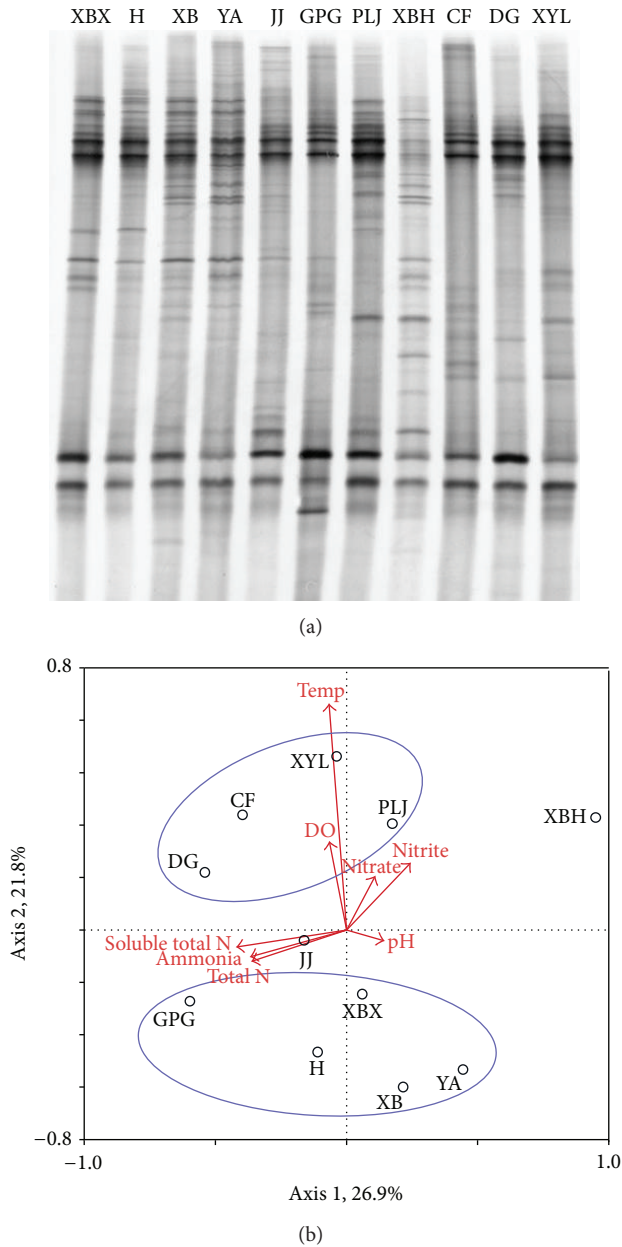 XBX H XB YA JJ GPG PLJ XBH CF DG XYL
(a)
0.8
Temp
XYL
CF
PLJ
XBH
DO
DG
Nitrite
Nitrate
Soluble total N
pH
Ammonia
JJ
Total N
GPG
XBX
H
YA
XB
−0.8
−1.0
1.0
Axis 1, 26.9%
Axis 2, 21.8%
(b)